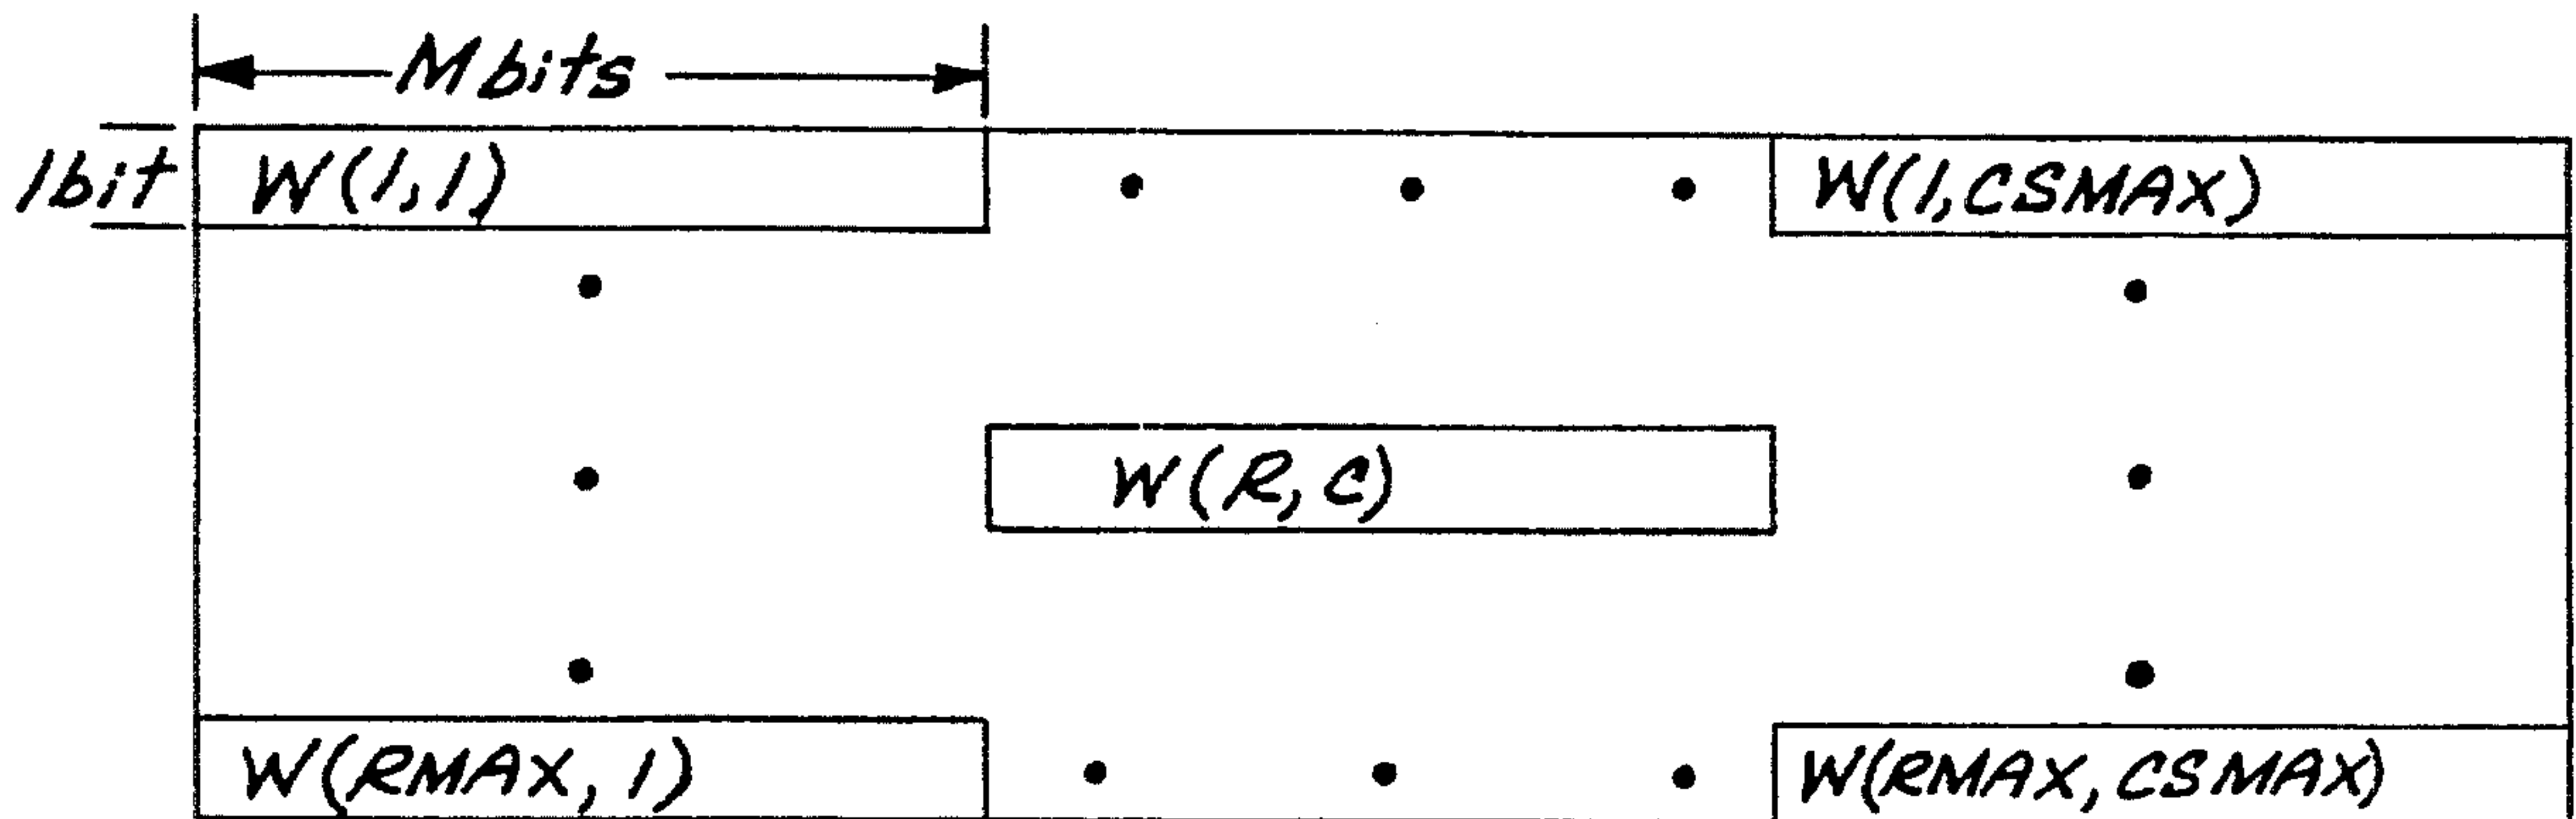 M bits
1 bit
W(1,1)
W(1,CSMAX)
W(R,C)
W(RMAX,1)
W(RMAX,CSMAX)